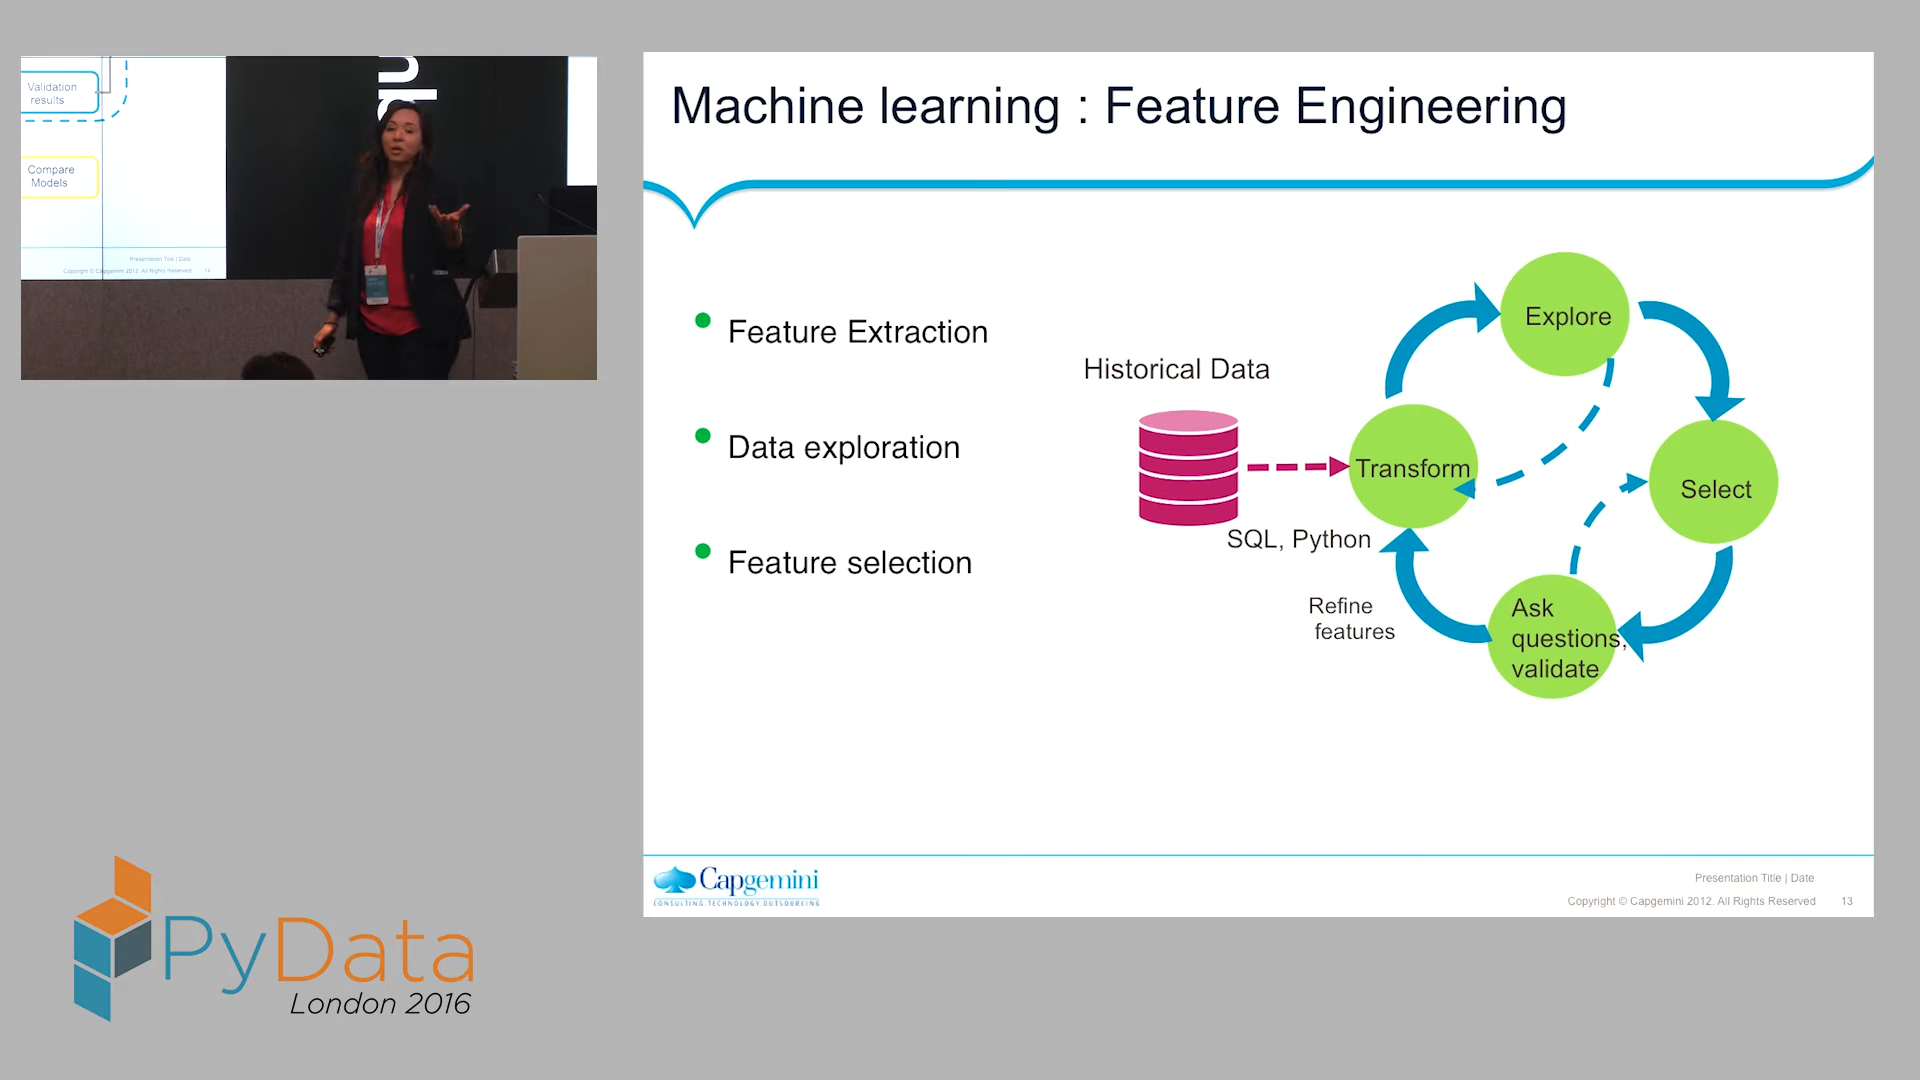 Validation
results
Compare
Models
Presentation Title | Date
Copyright © Capgemini 2012. All Rights Reserved 14
Machine learning : Feature Engineering
Feature Extraction
Data exploration
Feature selection
Historical Data
SQL, Python
Refine
features
Explore
Transform
Select
Ask
questions,
validate
Capgemini
CONSULTING.TECHNOLOGY.OUTSOURCING
Presentation Title | Date
Copyright © Capgemini 2012. All Rights Reserved 13
PyData
London 2016